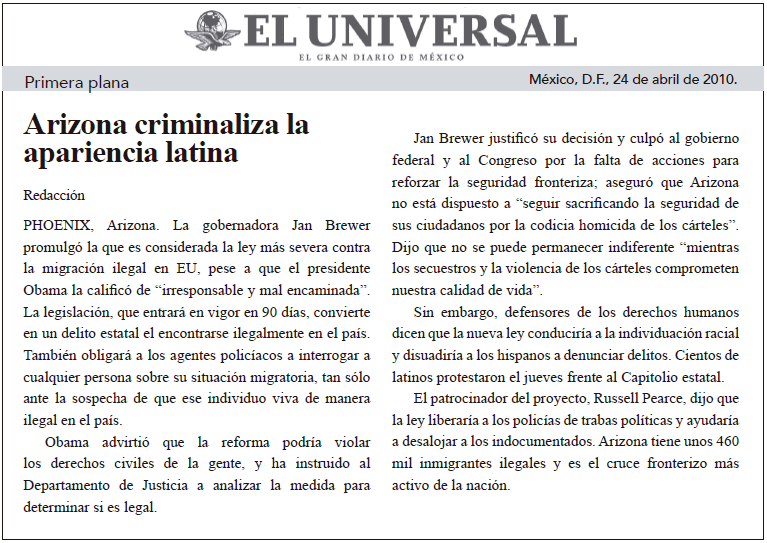 EL UNIVERSAL
EL GRAN DIARIO DE MÉXICO
Primera plana
México, D.F., 24 de abril de 2010.
Arizona criminaliza la
apariencia latina
Redacción
PHOENIX, Arizona. La gobernadora Jan Brewer
promulgó la que es considerada la ley más severa contra
la migración ilegal en EU, pese a que el presidente
Obama la calificó de “irresponsable y mal encaminada”.
La legislación, que entrará en vigor en 90 días, convierte
en un delito estatal el encontrarse ilegalmente en el país.
También obligará a los agentes policíacos a interrogar a
cualquier persona sobre su situación migratoria, tan sólo
ante la sospecha de que ese individuo viva de manera
ilegal en el país.
Obama advirtió que la reforma podría violar
los derechos civiles de la gente, y ha instruido al
Departamento de Justicia a analizar la medida para
determinar si es legal.
Jan Brewer justificó su decisión y culpó al gobierno
federal y al Congreso por la falta de acciones para
reforzar la seguridad fronteriza; aseguró que Arizona
no está dispuesto a “seguir sacrificando la seguridad de
sus ciudadanos por la codicia homicida de los cárteles”.
Dijo que no se puede permanecer indiferente “mientras
los secuestros y la violencia de los cárteles comprometen
nuestra calidad de vida”.
Sin embargo, defensores de los derechos humanos
dicen que la nueva ley conduciría a la individuación racial
y disuadiría a los hispanos a denunciar delitos. Cientos de
latinos protestaron el jueves frente al Capitolio estatal.
El patrocinador del proyecto, Russell Pearce, dijo que
la ley liberaría a los policías de trabas políticas y ayudaría
a desalojar a los indocumentados. Arizona tiene unos 460
mil inmigrantes ilegales y es el cruce fronterizo más
activo de la nación.